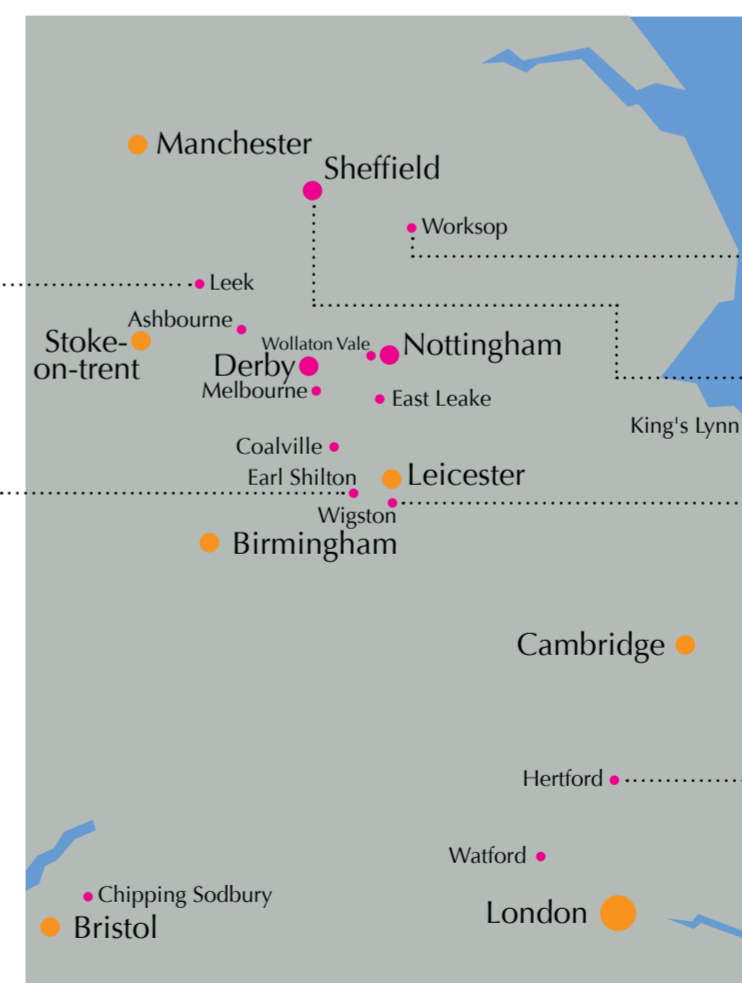 Manchester
Sheffield
Worksop
Leek
Ashbourne
Stoke-
on-trent
Wollaton Vale
Nottingham
Derby
Melbourne
East Leake
King's Lynn
Coalville
Earl Shilton
Leicester
Wigston
Birmingham
Cambridge
Hertford
Watford
Chipping Sodbury
London
Bristol